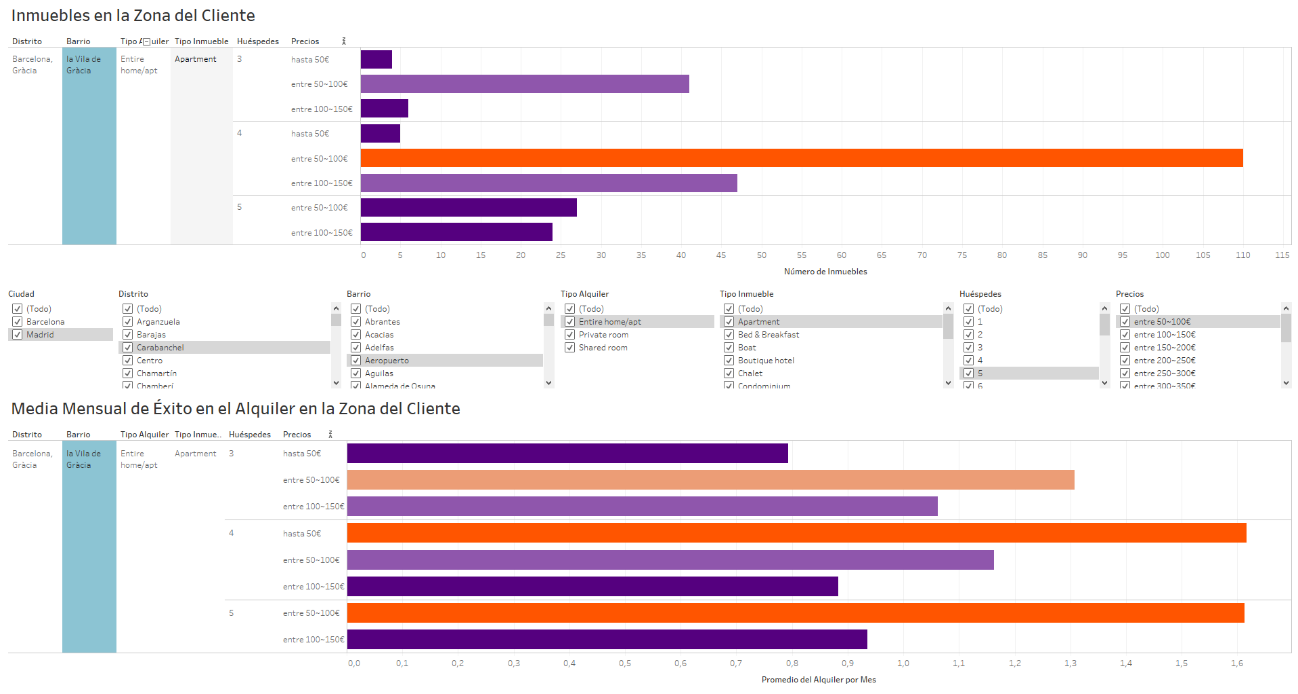 Inmuebles en la Zona del Cliente
Distrito Barrio Tipo A uiler Tipo Inmueble Huéspedes Precios
Barcelona, Gràcia la Vila de Gràcia Entire home/apt Apartment 3 hasta 50€
entre 50~100€
entre 100~150€
4 hasta 50€
entre 50~100€
entre 100~150€
5 entre 50~100€
entre 100~150€
0 5 10 15 20 25 30 35 40 45 50 55 60 65 70 75 80 85 90 95 100 105 110 115
Número de Inmuebles
Ciudad
(Todo)
Barcelona
Madrid
Distrito
(Todo)
Arganzuela
Barajas
Carabanchel
Centro
Chamartín
Chamberí
Barrio
(Todo)
Abrantes
Acacias
Adelfas
Aeropuerto
Aguilas
Alameda de Osuna
Tipo Alquiler
(Todo)
Entire home/apt
Private room
Shared room
Tipo Inmueble
(Todo)
Apartment
Bed & Breakfast
Boat
Boutique hotel
Chalet
Condominium
Huéspedes
(Todo)
1
2
3
4
5
6
Precios
(Todo)
entre 50~100€
entre 100~150€
entre 150~200€
entre 200~250€
entre 250~300€
entre 300~350€
Media Mensual de Éxito en el Alquiler en la Zona del Cliente
Distrito Barrio Tipo Alquiler Tipo Inmue.. Huéspedes Precios
Barcelona, Gràcia la Vila de Gràcia Entire home/apt Apartment 3 hasta 50€
entre 50~100€
entre 100~150€
4 hasta 50€
entre 50~100€
entre 100~150€
5 entre 50~100€
entre 100~150€
0,0 0,1 0,2 0,3 0,4 0,5 0,6 0,7 0,8 0,9 1,0 1,1 1,2 1,3 1,4 1,5 1,6
Promedio del Alquiler por Mes